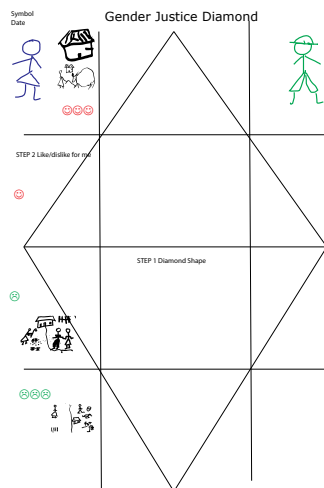 Symbol
Date
Gender Justice Diamond
STEP 2 Like/dislike for me
STEP 1 Diamond Shape